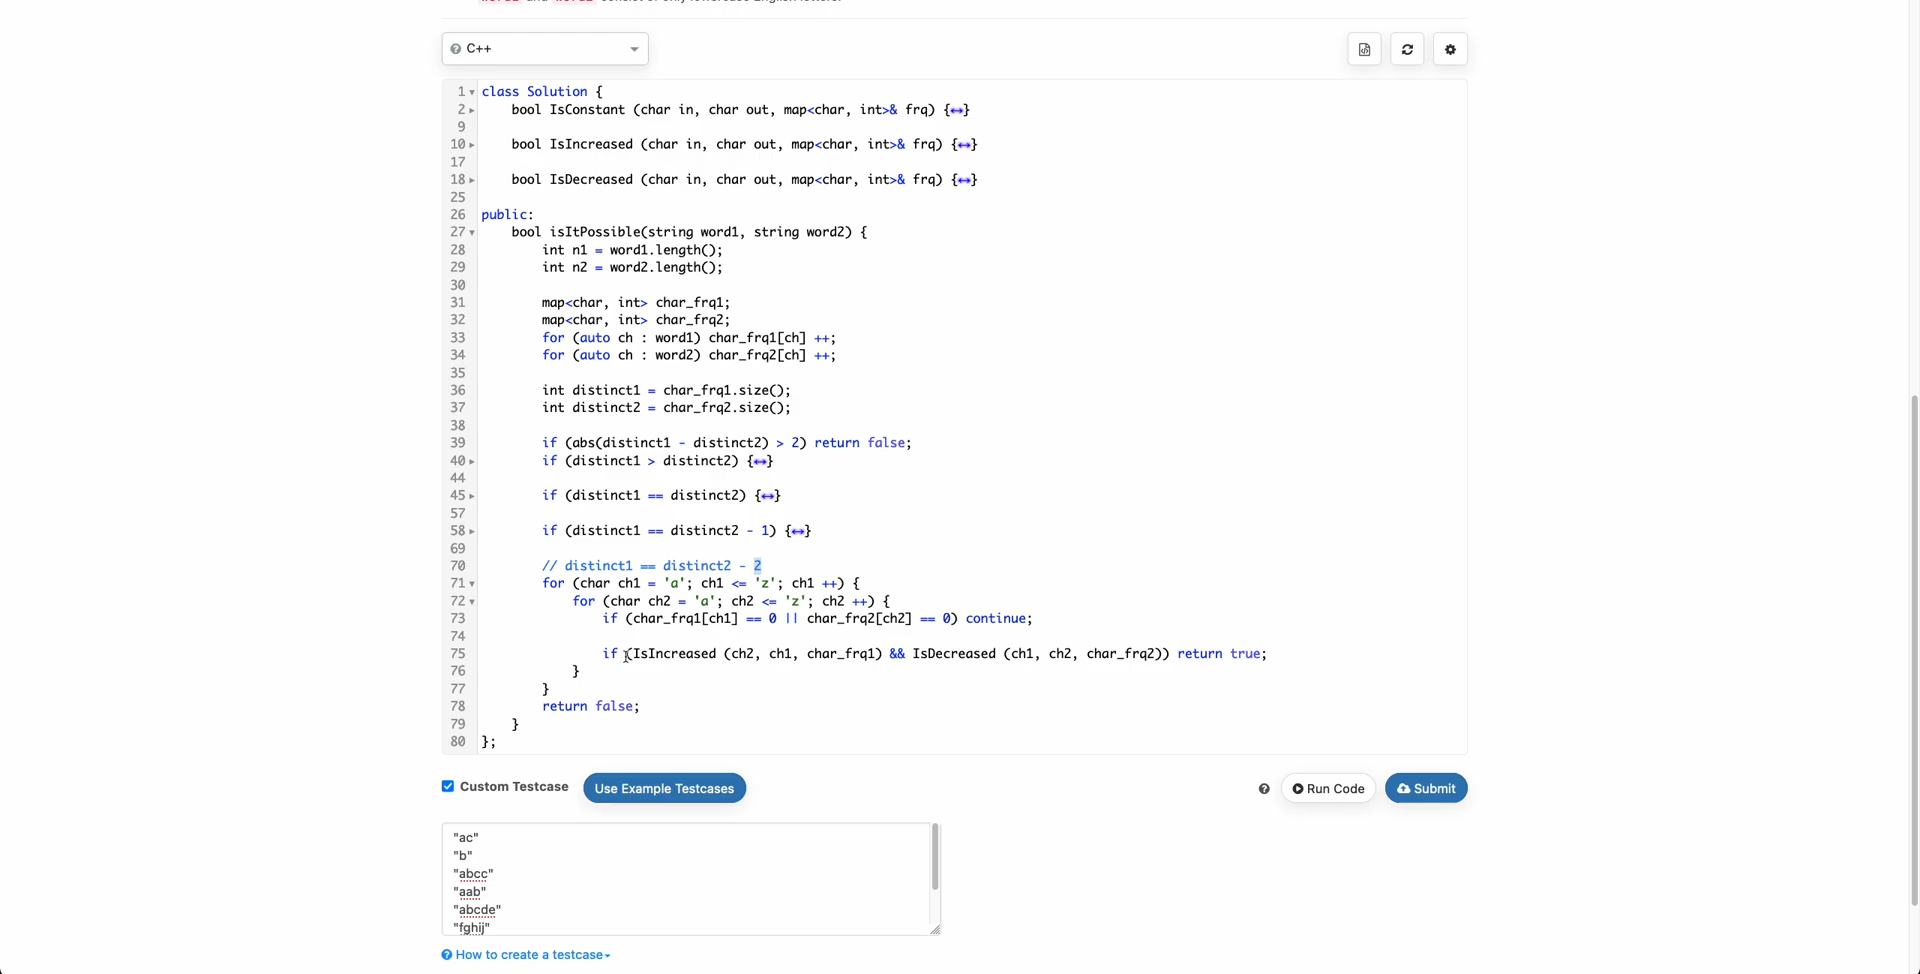 C++
1 class Solution {
2 bool IsConstant (char in, char out, map<char, int>& frq) {↔}
9
10 bool IsIncreased (char in, char out, map<char, int>& frq) {↔}
17
18 bool IsDecreased (char in, char out, map<char, int>& frq) {↔}
25
26 public:
27 bool isItPossible(string word1, string word2) {
28 int n1 = word1.length();
29 int n2 = word2.length();
30
31 map<char, int> char_frq1;
32 map<char, int> char_frq2;
33 for (auto ch : word1) char_frq1[ch] ++;
34 for (auto ch : word2) char_frq2[ch] ++;
35
36 int distinct1 = char_frq1.size();
37 int distinct2 = char_frq2.size();
38
39 if (abs(distinct1 - distinct2) > 2) return false;
40 if (distinct1 > distinct2) {↔}
44
45 if (distinct1 == distinct2) {↔}
57
58 if (distinct1 == distinct2 - 1) {↔}
69
70 // distinct1 == distinct2 - 2
71 for (char ch1 = 'a'; ch1 <= 'z'; ch1 ++) {
72 for (char ch2 = 'a'; ch2 <= 'z'; ch2 ++) {
73 if (char_frq1[ch1] == 0 || char_frq2[ch2] == 0) continue;
74
75 if (IsIncreased (ch2, ch1, char_frq1) && IsDecreased (ch1, ch2, char_frq2)) return true;
76 }
77 }
78 return false;
79 }
80 };
Custom Testcase Use Example Testcases ? Run Code Submit
"ac"
"b"
"abcc"
"aab"
"abcde"
"fghij"
How to create a testcase